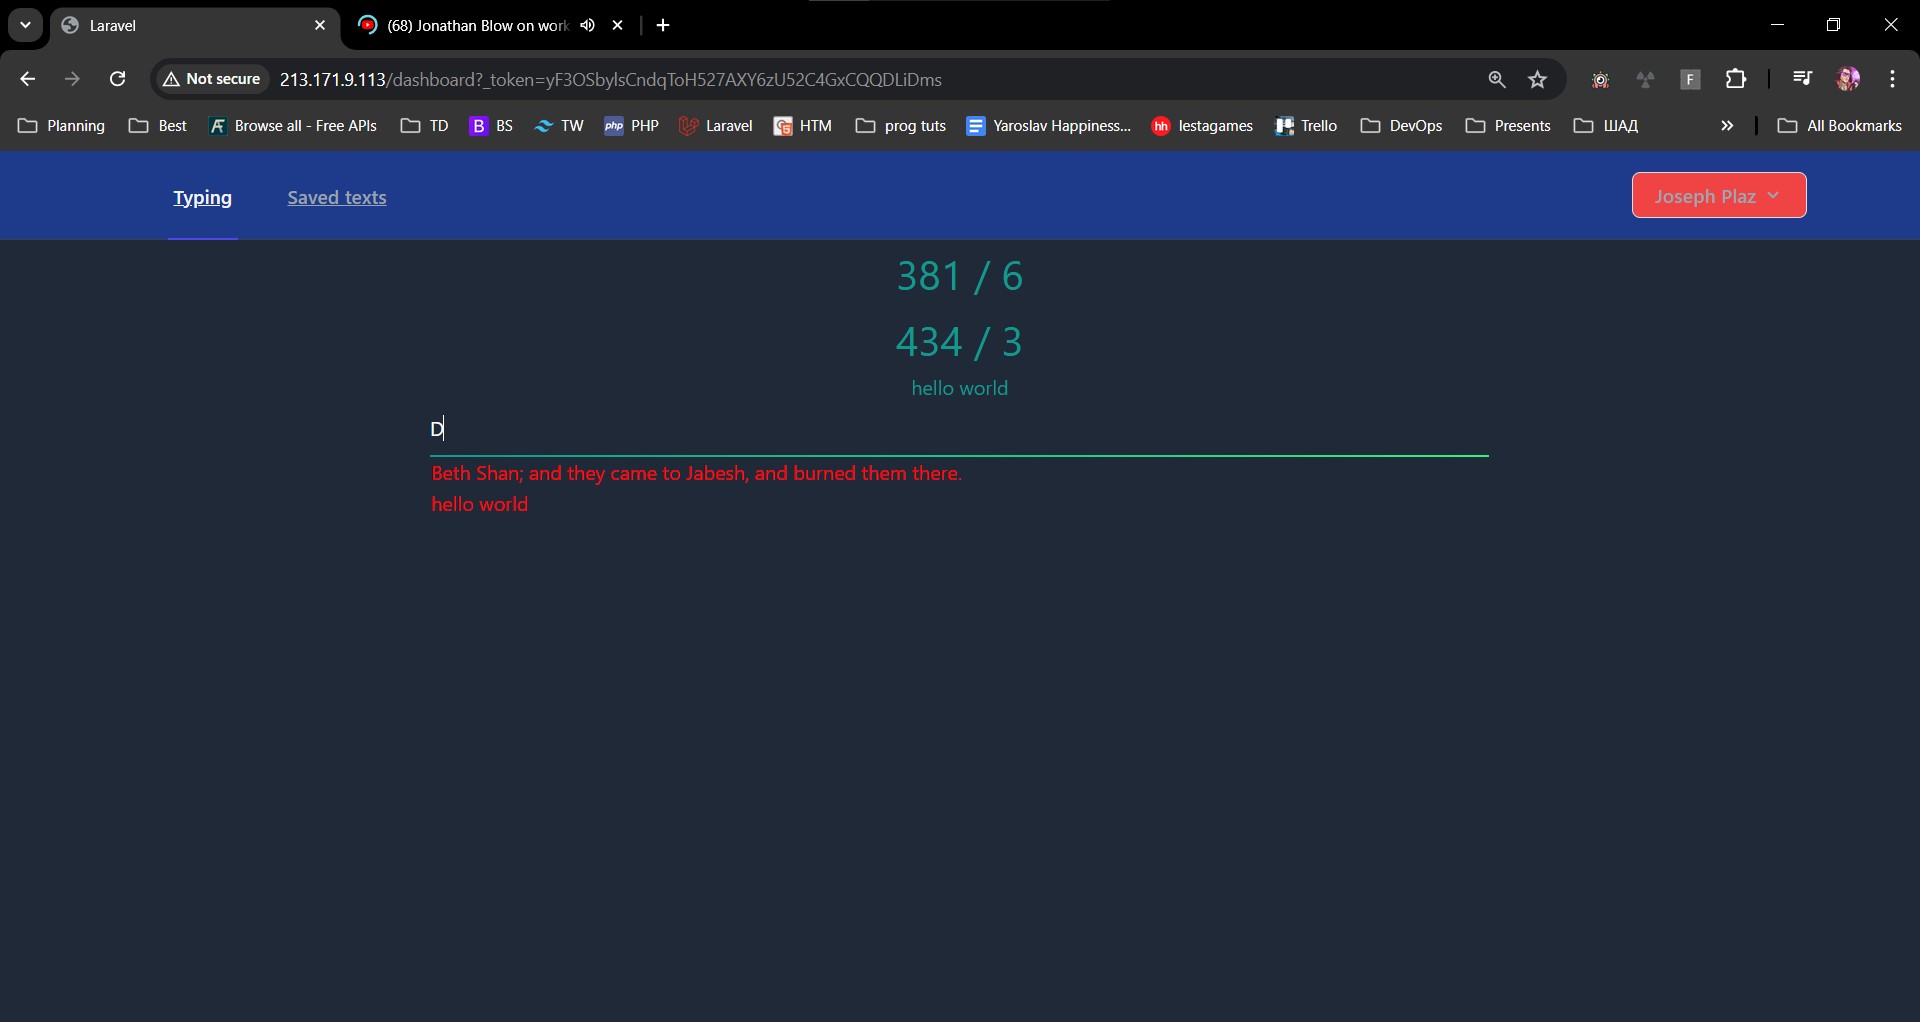 Laravel
(68) Jonathan Blow on work
Not secure
213.171.9.113/dashboard?_token=yF3OSbylsCndqToH527AXY6zU52C4GxCQQDLiDms
F
Planning
Best
Browse all - Free APIs
TD
B BS
TW
php PHP
Laravel
HTM
prog tuts
Yaroslav Happiness...
hh lestagames
Trello
DevOps
Presents
ШАД
All Bookmarks
Typing
Saved texts
Joseph Plaz
381 / 6
434 / 3
hello world
D
Beth Shan; and they came to Jabesh, and burned them there.
hello world